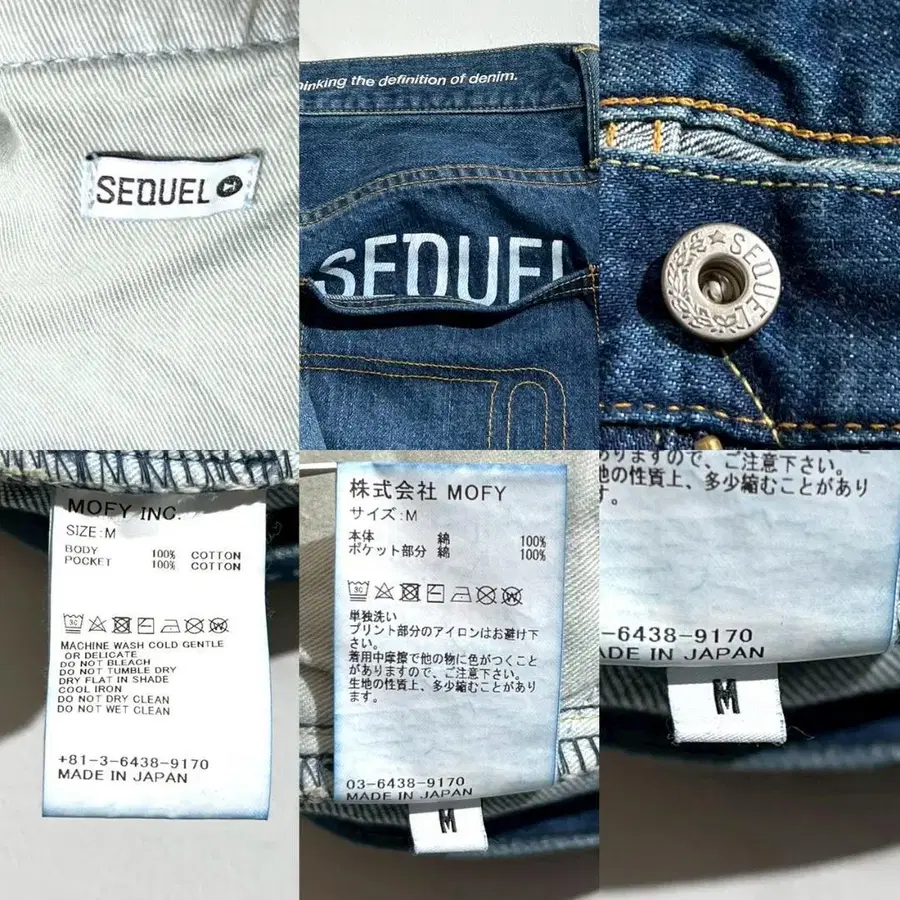 SEQUEL
inking the definition of denim.
SEQUEL
SEQUEL
MOFY INC.
SIZE:M
BODY 100% COTTON
POCKET 100% COTTON
30
MACHINE WASH COLD GENTLE
OR DELICATE
DO NOT BLEACH
DO NOT TUMBLE DRY
DRY FLAT IN SHADE
COOL IRON
DO NOT DRY CLEAN
DO NOT WET CLEAN
+81-3-6438-9170
MADE IN JAPAN
株式会社 MOFY
サイズ:M
本体 綿 100%
ポケット部分 綿 100%
30
単独洗い
プリント部分のアイロンはお避け下
さい。
着用中摩擦で他の物に色がつくこと
がありますので、ご注意下さい。
生地の性質上、多少縮むことがあり
ます。
03-6438-9170
MADE IN JAPAN
M
ありますので、ご注意下さい。
地の性質上、多少縮むことがあり
す。
-6438-9170
MADE IN JAPAN
M